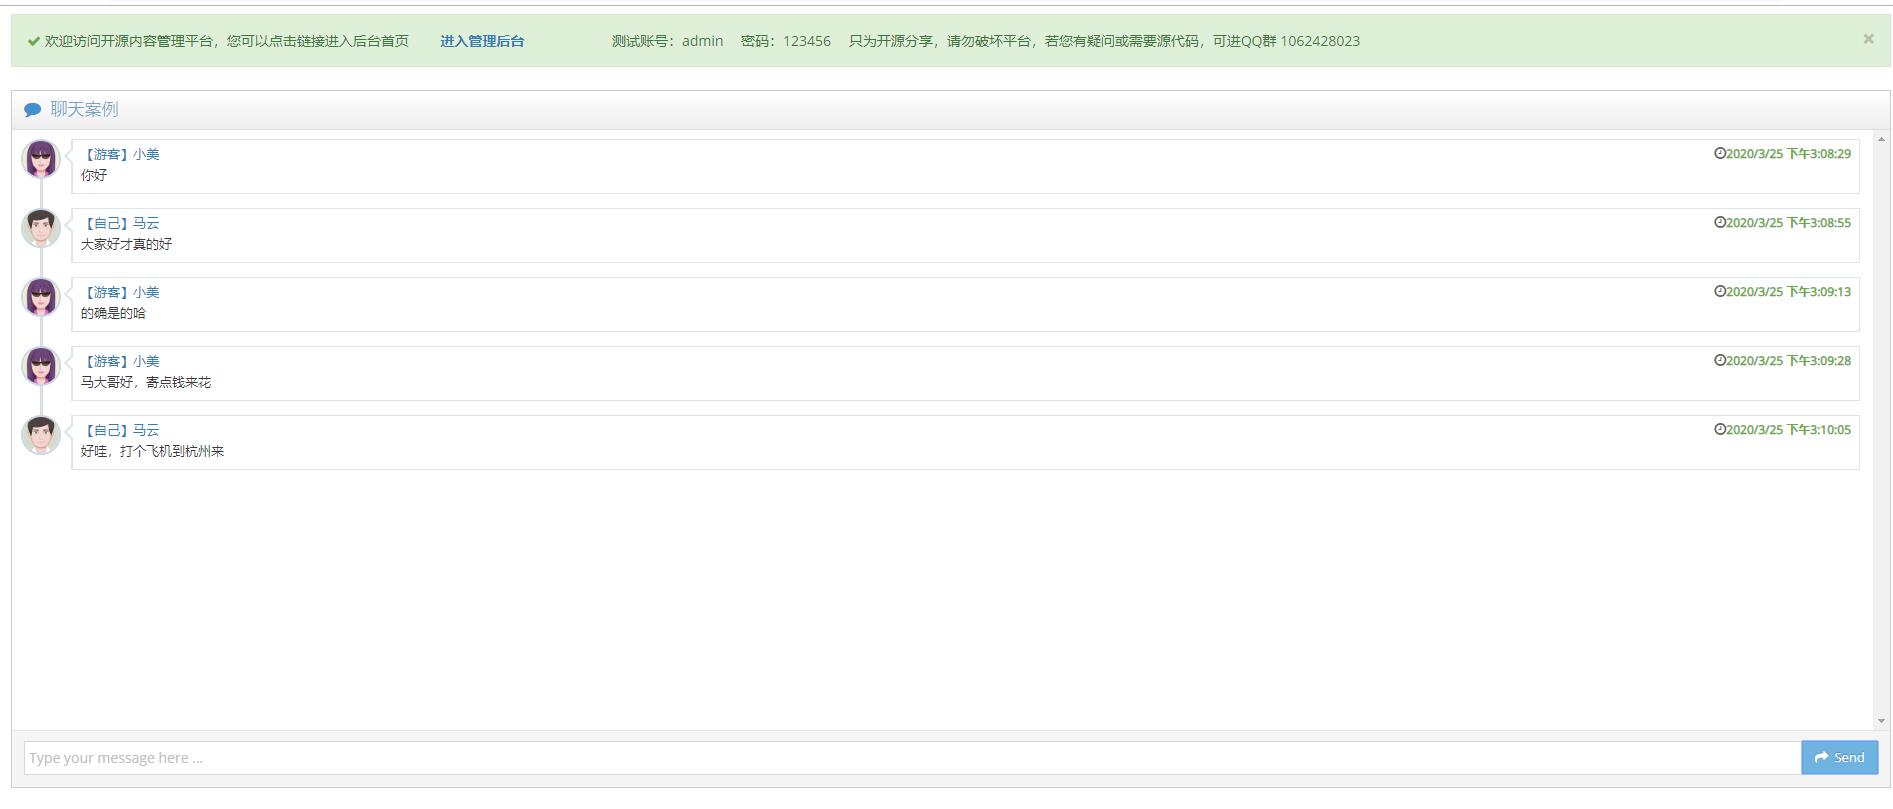 欢迎访问开源内容管理平台，您可以点击链接进入后台首页 进入管理后台 测试账号：admin 密码：123456 只为开源分享，请勿破坏平台，若您有疑问或需要源代码，可进QQ群 1062428023
聊天案例
【游客】小美 2020/3/25 下午3:08:29
你好
【自己】马云 2020/3/25 下午3:08:55
大家好才真的好
【游客】小美 2020/3/25 下午3:09:13
的确是的哈
【游客】小美 2020/3/25 下午3:09:28
马大哥好，寄点钱来花
【自己】马云 2020/3/25 下午3:10:05
好哇，打个飞机到杭州来
Type your message here ... Send